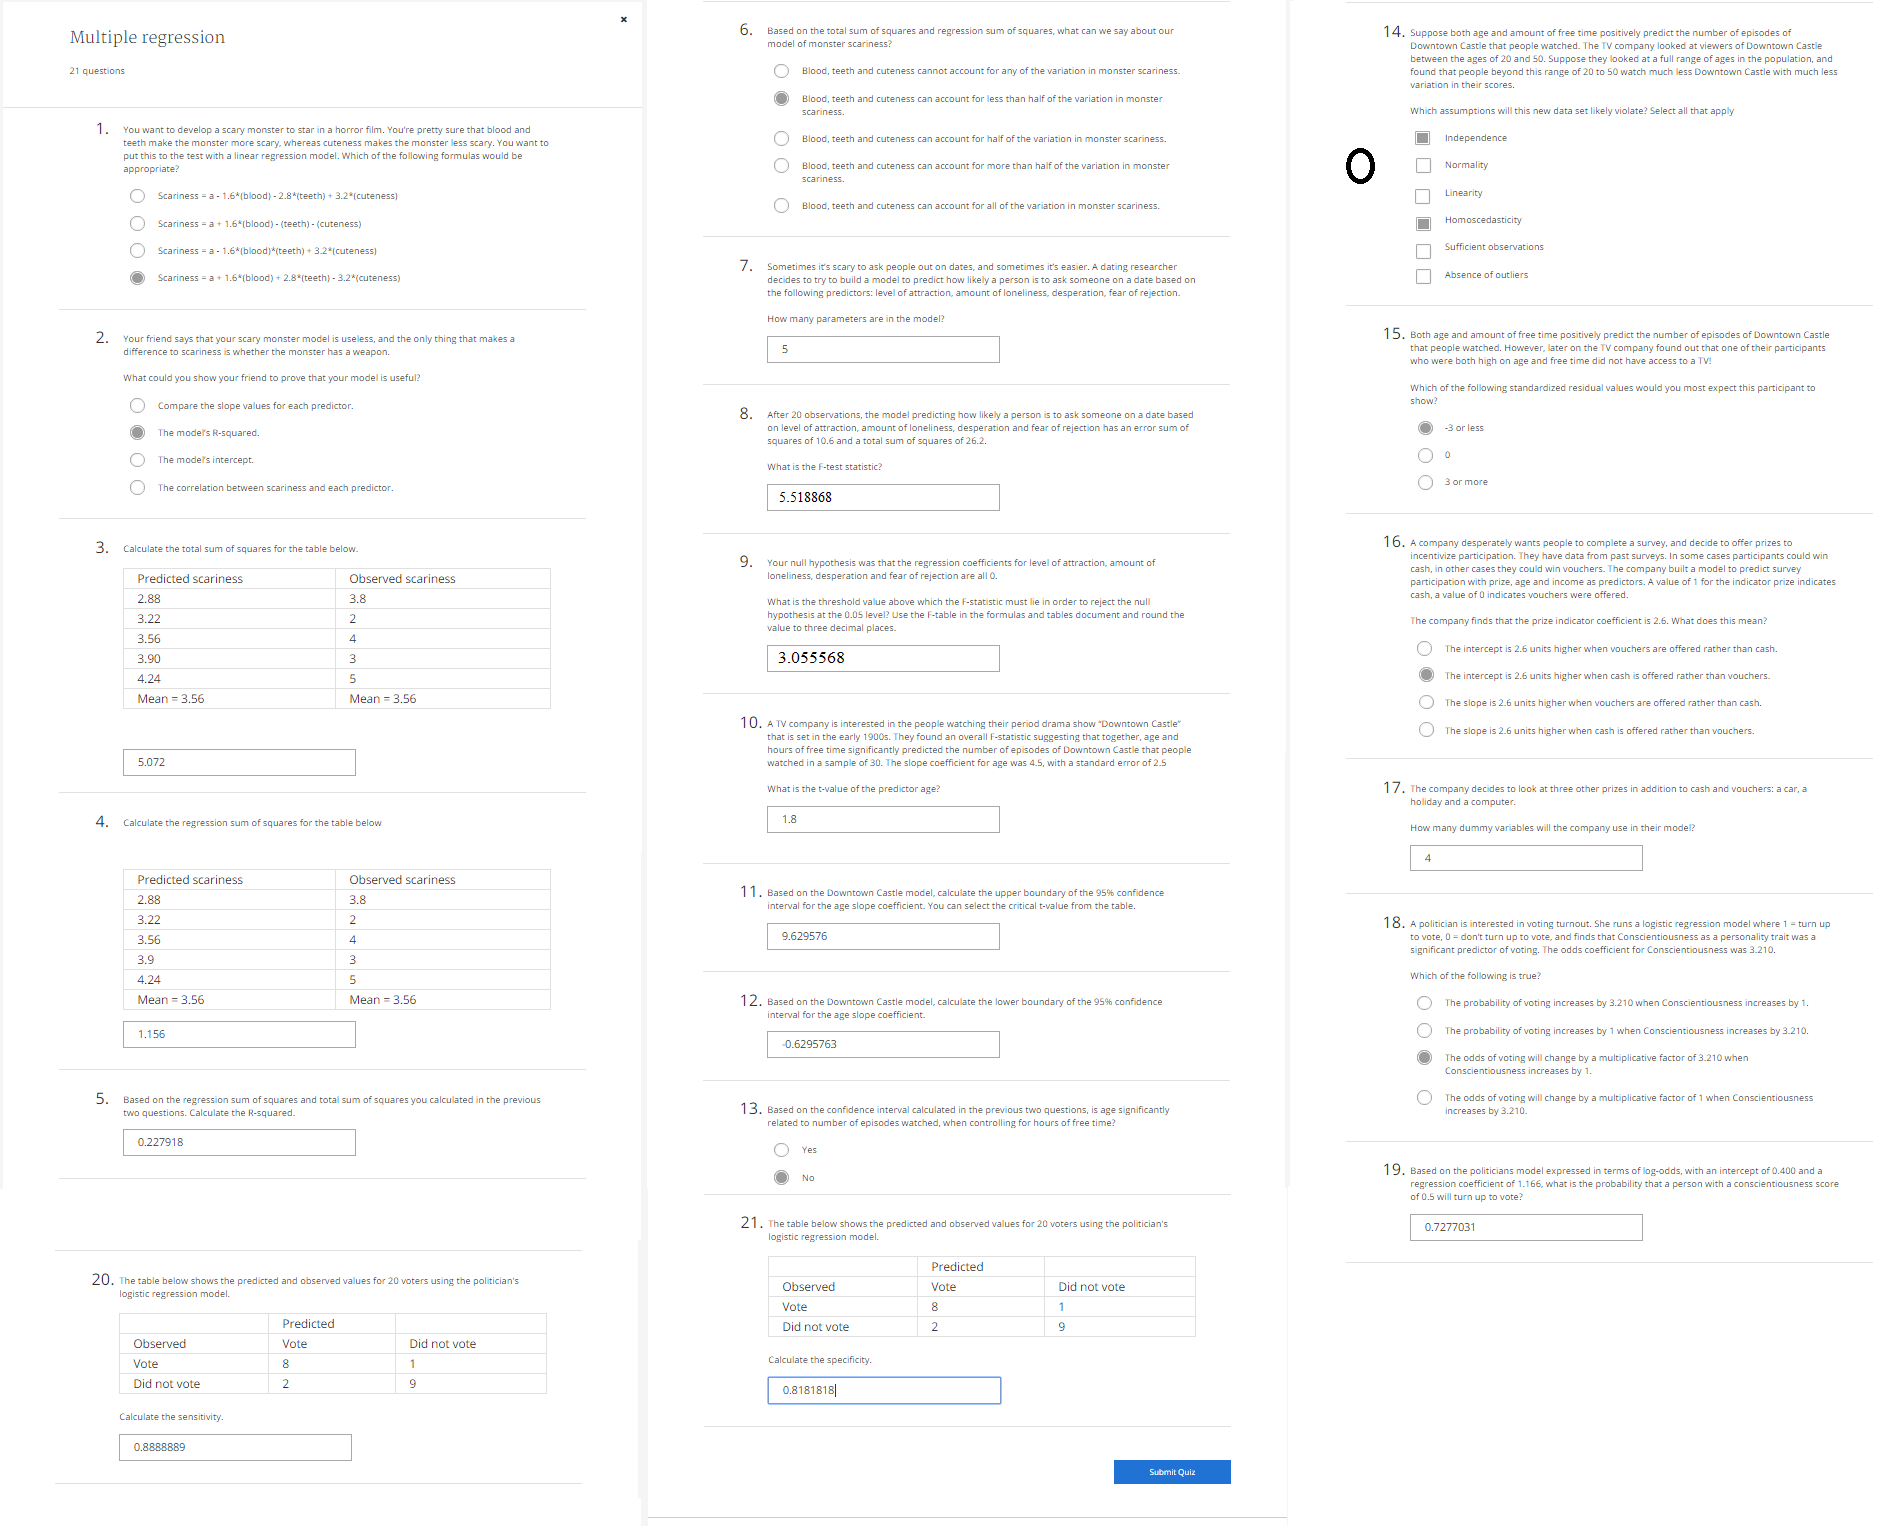 ×
Multiple regression
21 questions
1. You want to develop a scary monster to star in a horror film. You're pretty sure that blood and
teeth make the monster more scary, whereas cuteness makes the monster less scary. You want to
put this to the test with a linear regression model. Which of the following formulas would be
appropriate?
Scariness = a - 1.6*(blood) - 2.8*(teeth) + 3.2*(cuteness)
Scariness = a + 1.6*(blood) - (teeth) - (cuteness)
Scariness = a - 1.6*(blood)*(teeth) + 3.2*(cuteness)
Scariness = a + 1.6*(blood) + 2.8*(teeth) - 3.2*(cuteness)
2. Your friend says that your scary monster model is useless, and the only thing that makes a
difference to scariness is whether the monster has a weapon.
What could you show your friend to prove that your model is useful?
Compare the slope values for each predictor.
The model's R-squared.
The model's intercept.
The correlation between scariness and each predictor.
3. Calculate the total sum of squares for the table below.
Predicted scariness Observed scariness
2.88 3.8
3.22 2
3.56 4
3.90 3
4.24 5
Mean = 3.56 Mean = 3.56
5.072
4. Calculate the regression sum of squares for the table below
Predicted scariness Observed scariness
2.88 3.8
3.22 2
3.56 4
3.9 3
4.24 5
Mean = 3.56 Mean = 3.56
1.156
5. Based on the regression sum of squares and total sum of squares you calculated in the previous
two questions. Calculate the R-squared.
0.227918
20. The table below shows the predicted and observed values for 20 voters using the politician's
logistic regression model.
Predicted
Observed Vote Did not vote
Vote 8 1
Did not vote 2 9
Calculate the sensitivity.
0.8888889
6. Based on the total sum of squares and regression sum of squares, what can we say about our
model of monster scariness?
Blood, teeth and cuteness cannot account for any of the variation in monster scariness.
Blood, teeth and cuteness can account for less than half of the variation in monster
scariness.
Blood, teeth and cuteness can account for half of the variation in monster scariness.
Blood, teeth and cuteness can account for more than half of the variation in monster
scariness.
Blood, teeth and cuteness can account for all of the variation in monster scariness.
7. Sometimes it's scary to ask people out on dates, and sometimes it's easier. A dating researcher
decides to try to build a model to predict how likely a person is to ask someone on a date based on
the following predictors: level of attraction, amount of loneliness, desperation, fear of rejection.
How many parameters are in the model?
5
8. After 20 observations, the model predicting how likely a person is to ask someone on a date based
on level of attraction, amount of loneliness, desperation and fear of rejection has an error sum of
squares of 10.6 and a total sum of squares of 26.2.
What is the F-test statistic?
5.518868
9. Your null hypothesis was that the regression coefficients for level of attraction, amount of
loneliness, desperation and fear of rejection are all 0.
What is the threshold value above which the F-statistic must lie in order to reject the null
hypothesis at the 0.05 level? Use the F-table in the formulas and tables document and round the
value to three decimal places.
3.055568
10. A TV company is interested in the people watching their period drama show "Downtown Castle"
that is set in the early 1900s. They found an overall F-statistic suggesting that together, age and
hours of free time significantly predicted the number of episodes of Downtown Castle that people
watched in a sample of 30. The slope coefficient for age was 4.5, with a standard error of 2.5
What is the t-value of the predictor age?
1.8
11. Based on the Downtown Castle model, calculate the upper boundary of the 95% confidence
interval for the age slope coefficient. You can select the critical t-value from the table.
9.629576
12. Based on the Downtown Castle model, calculate the lower boundary of the 95% confidence
interval for the age slope coefficient.
-0.6295763
13. Based on the confidence interval calculated in the previous two questions, is age significantly
related to number of episodes watched, when controlling for hours of free time?
Yes
No
21. The table below shows the predicted and observed values for 20 voters using the politician's
logistic regression model.
Predicted
Observed Vote Did not vote
Vote 8 1
Did not vote 2 9
Calculate the specificity.
0.8181818
Submit Quiz
14. Suppose both age and amount of free time positively predict the number of episodes of
Downtown Castle that people watched. The TV company looked at viewers of Downtown Castle
between the ages of 20 and 50. Suppose they looked at a full range of ages in the population, and
found that people beyond this range of 20 to 50 watch much less Downtown Castle with much less
variation in their scores.
Which assumptions will this new data set likely violate? Select all that apply
Independence
O
Normality
Linearity
Homoscedasticity
Sufficient observations
Absence of outliers
15. Both age and amount of free time positively predict the number of episodes of Downtown Castle
that people watched. However, later on the TV company found out that one of their participants
who were both high on age and free time did not have access to a TV!
Which of the following standardized residual values would you most expect this participant to
show?
-3 or less
0
3 or more
16. A company desperately wants people to complete a survey, and decide to offer prizes to
incentivize participation. They have data from past surveys. In some cases participants could win
cash, in other cases they could win vouchers. The company built a model to predict survey
participation with prize, age and income as predictors. A value of 1 for the indicator prize indicates
cash, a value of 0 indicates vouchers were offered.
The company finds that the prize indicator coefficient is 2.6. What does this mean?
The intercept is 2.6 units higher when vouchers are offered rather than cash.
The intercept is 2.6 units higher when cash is offered rather than vouchers.
The slope is 2.6 units higher when vouchers are offered rather than cash.
The slope is 2.6 units higher when cash is offered rather than vouchers.
17. The company decides to look at three other prizes in addition to cash and vouchers: a car, a
holiday and a computer.
How many dummy variables will the company use in their model?
4
18. A politician is interested in voting turnout. She runs a logistic regression model where 1 = turn up
to vote, 0 = don't turn up to vote, and finds that Conscientiousness as a personality trait was a
significant predictor of voting. The odds coefficient for Conscientiousness was 3.210.
Which of the following is true?
The probability of voting increases by 3.210 when Conscientiousness increases by 1.
The probability of voting increases by 1 when Conscientiousness increases by 3.210.
The odds of voting will change by a multiplicative factor of 3.210 when
Conscientiousness increases by 1.
The odds of voting will change by a multiplicative factor of 1 when Conscientiousness
increases by 3.210.
19. Based on the politicians model expressed in terms of log-odds, with an intercept of 0.400 and a
regression coefficient of 1.166, what is the probability that a person with a conscientiousness score
of 0.5 will turn up to vote?
0.7277031